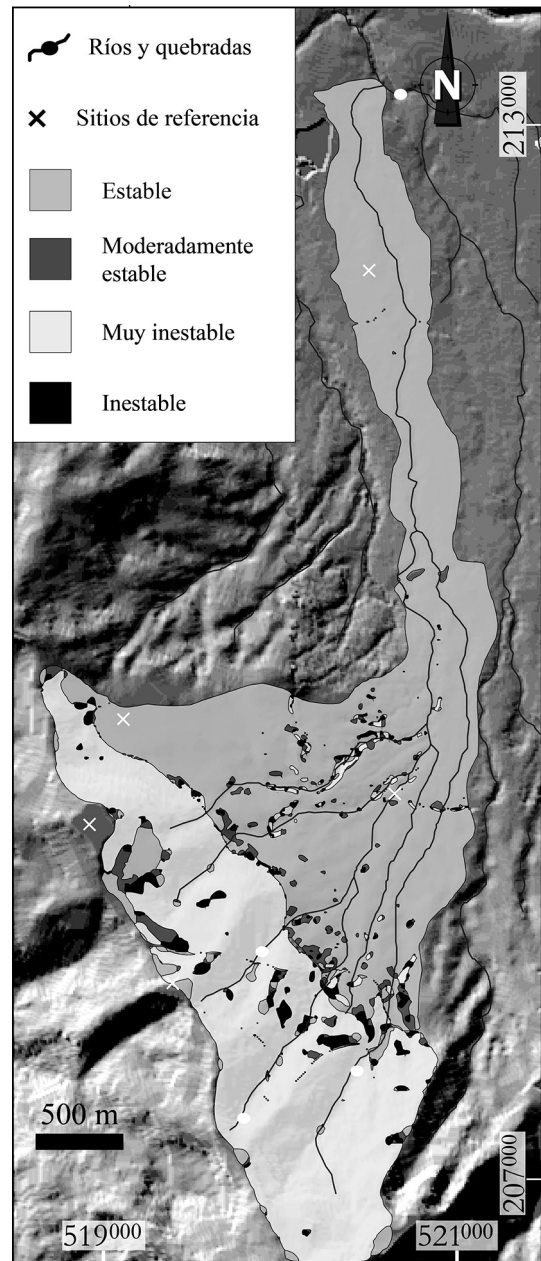 Ríos y quebradas
Sitios de referencia
Estable
Moderadamente
estable
Muy inestable
Inestable
N
213000
500 m
207000
519000
521000